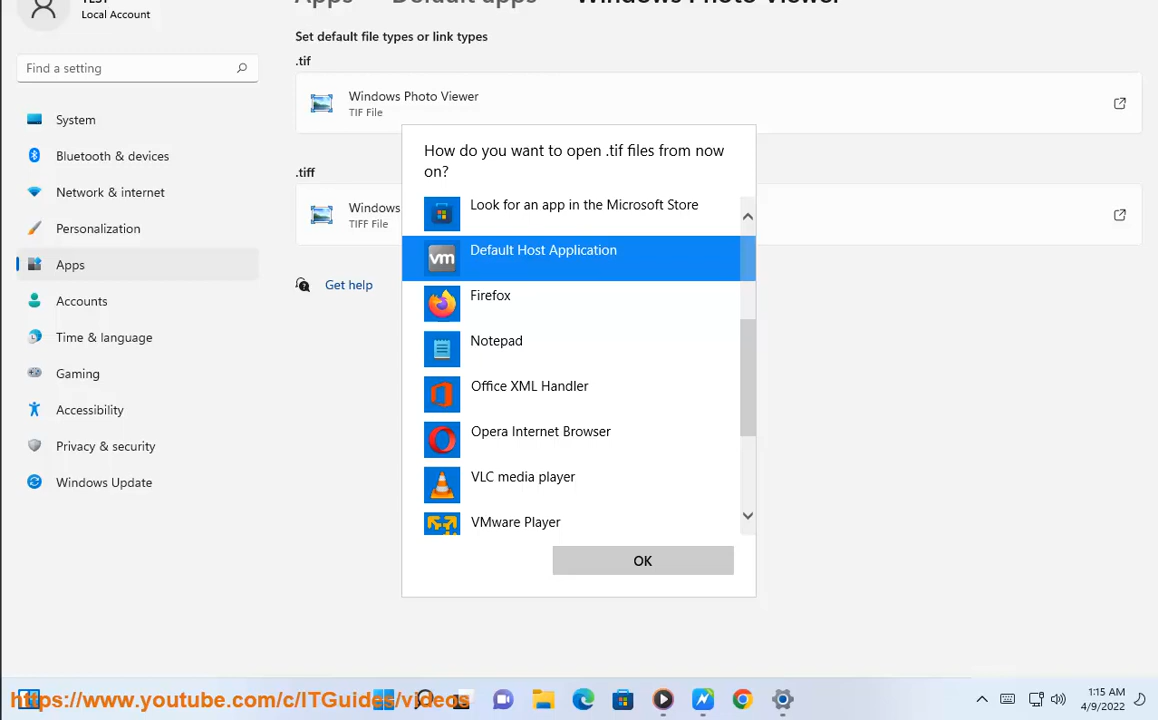 TEST
Local Account
Apps Default apps Windows Photo Viewer
Set default file types or link types
Find a setting
.tif
Windows Photo Viewer
TIF File
System
Bluetooth & devices
Network & internet
Personalization
Apps
Accounts
Time & language
Gaming
Accessibility
Privacy & security
Windows Update
.tiff
Windows
TIFF File
Get help
How do you want to open .tif files from now
on?
Look for an app in the Microsoft Store
vm
Default Host Application
Firefox
Notepad
Office XML Handler
Opera Internet Browser
VLC media player
VMware Player
OK
https://www.youtube.com/c/ITGuides/videos
1:15 AM
4/9/2022